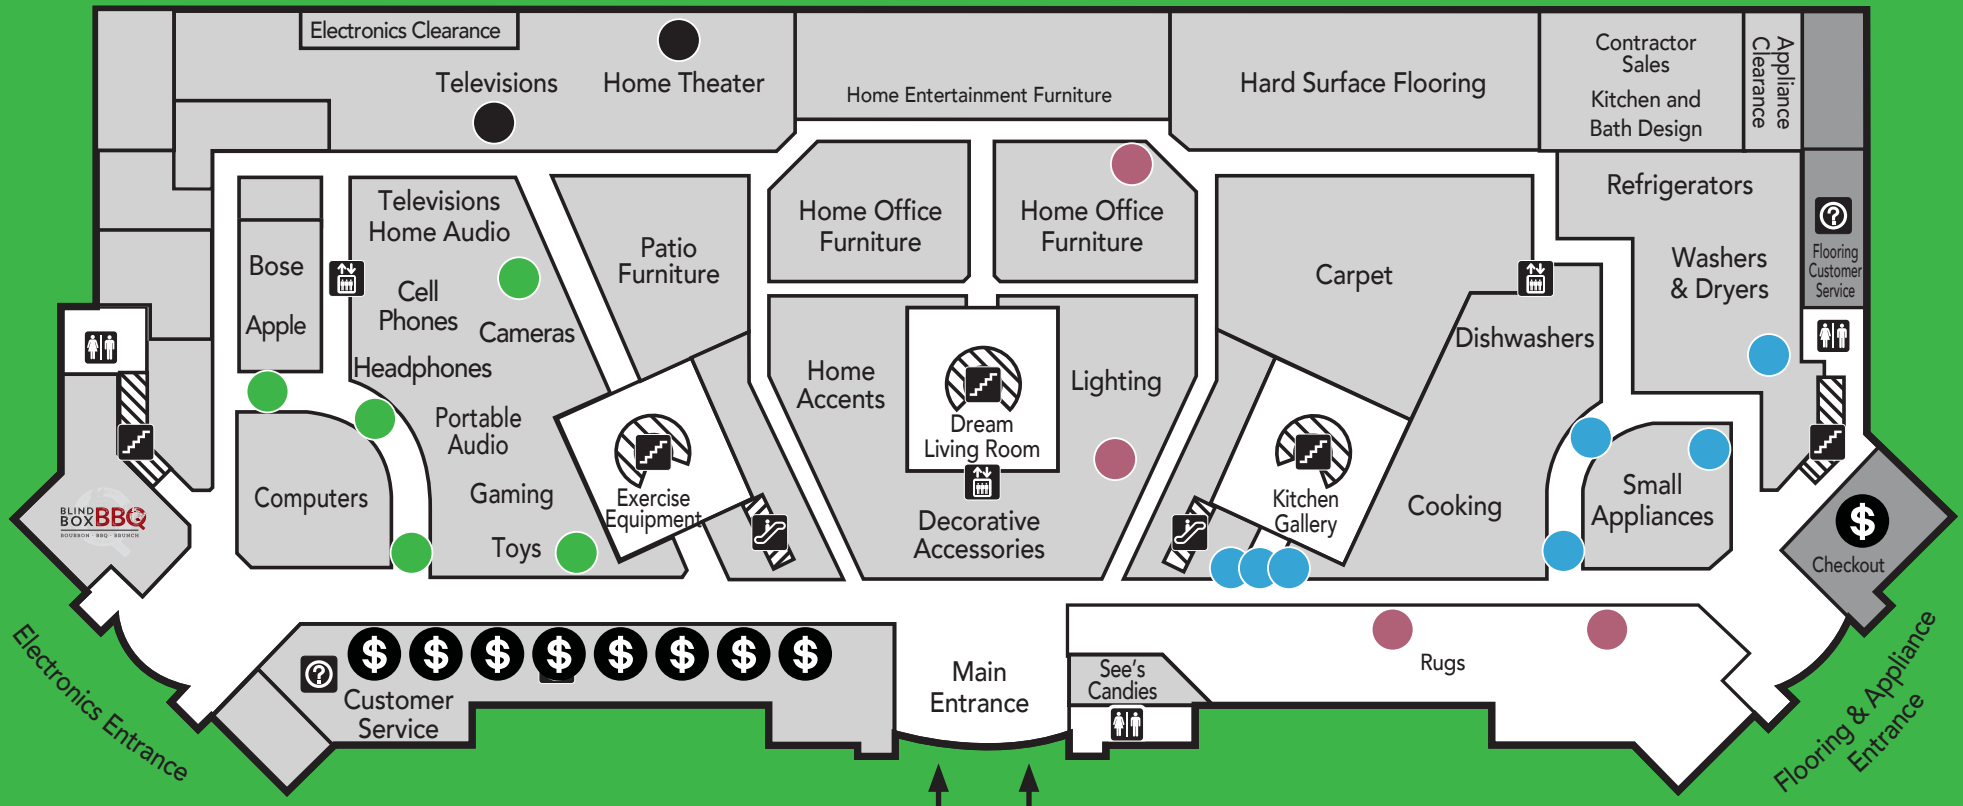 Electronics Clearance
Televisions
Home Theater
Home Entertainment Furniture
Hard Surface Flooring
Contractor
Sales
Kitchen and
Bath Design
Appliance
Clearance
Bose
Apple
Televisions
Home Audio
Cell
Phones
Cameras
Headphones
Portable
Audio
Gaming
Toys
Computers
Patio
Furniture
Exercise
Equipment
Home Office
Furniture
Home Office
Furniture
Home
Accents
Dream
Living Room
Lighting
Decorative
Accessories
Carpet
Dishwashers
Kitchen
Gallery
Cooking
Refrigerators
Washers
& Dryers
Small
Appliances
?
Flooring
Customer
Service
$
Checkout
BLIND
BOX BBQ
BOURBON · BBQ · BRUNCH
Electronics Entrance
?
$ $ $ $ $ $ $ $
Customer
Service
Main
Entrance
See's
Candies
Rugs
Flooring & Appliance
Entrance